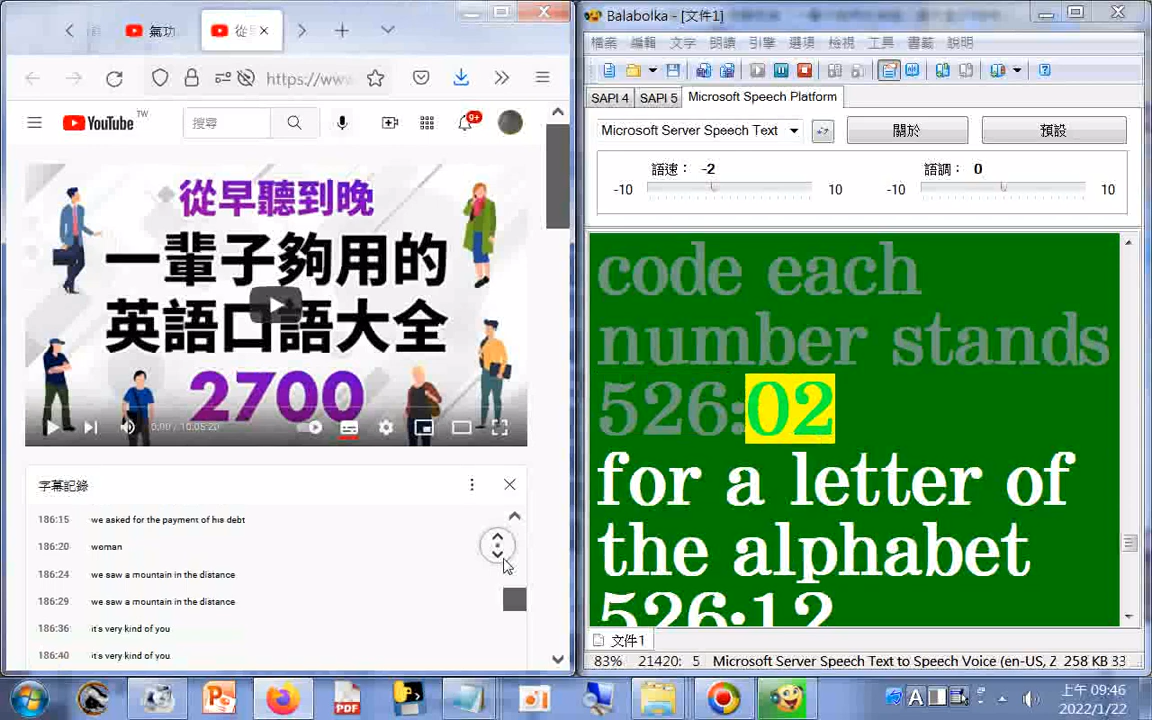 氣功
從
https://www
YouTube TW
搜尋
9+
從早聽到晚
一輩子夠用的
英語口語大全
2700
0:00 / 10:05:20
字幕記錄
186:15 we asked for the payment of his debt
186:20 woman
186:24 we saw a mountain in the distance
186:29 we saw a mountain in the distance
186:36 it's very kind of you
186:40 it's very kind of you
Balabolka - [文件1]
檔案 編輯 文字 朗讀 引擎 選項 檢視 工具 書籤 說明
SAPI 4 SAPI 5 Microsoft Speech Platform
Microsoft Server Speech Text 關於 預設
語速: -2 語調: 0
-10 10 -10 10
code each
number stands
526:02
for a letter of
the alphabet
526:12
文件1
83% 21420: 5 Microsoft Server Speech Text to Speech Voice (en-US, Z 258 KB 33
PDF
A
上午 09:46
2022/1/22